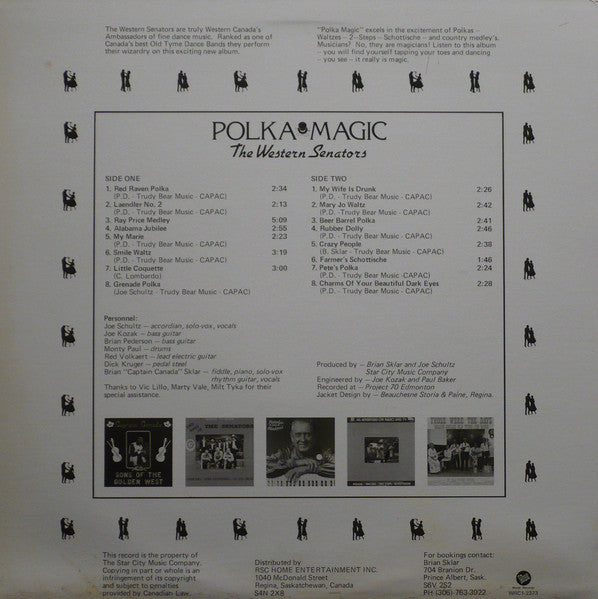 The Western Senators are truly Western Canada's
Ambassadors of fine dance music. Ranked as one of
Canada's best Old Tyme Dance Bands they perform
their wizardry on this exciting new album.
"Polka Magic" excels in the excitement of Polkas —
Waltzes – 2–Steps – Schottische – and country medley's.
Musicians? No, they are magicians! Listen to this album
– you will find yourself tapping your toes and dancing
– you see – it really is magic.
POLKA MAGIC
The Western Senators
SIDE ONE
1. Red Raven Polka 2:34
(P.D. - Trudy Bear Music - CAPAC)
2. Laendler No. 2 2:13
(P.D. - Trudy Bear Music - CAPAC)
3. Ray Price Medley 5:09
4. Alabama Jubilee 2:55
5. My Marie 2:23
(P.D. - Trudy Bear Music - CAPAC)
6. Smile Waltz 3:19
(P.D. - Trudy Bear Music - CAPAC)
7. Little Coquette 3:00
(C. Lombardo)
8. Grenade Polka
(Joe Schultz - Trudy Bear Music - CAPAC)
SIDE TWO
1. My Wife Is Drunk 2:26
(P.D. - Trudy Bear Music - CAPAC)
2. Mary Jo Waltz 2:42
(P.D. - Trudy Bear Music - CAPAC)
3. Beer Barrel Polka 2:41
4. Rubber Dolly 2:46
5. Crazy People 2:38
(B. Sklar - Trudy Bear Music - CAPAC)
6. Farmer's Schottische 1:46
7. Pete's Polka 2:24
(P.D. - Trudy Bear Music -CAPAC)
8. Charms Of Your Beautiful Dark Eyes 2:28
(P.D. - Trudy Bear Music - CAPAC)
Personnel:
Joe Schultz – accordian, solo-vox, vocals
Joe Kozak – bass guitar
Brian Pederson – bass guitar
Monty Paul – drums
Red Volkaert – lead electric guitar
Dick Kruger – pedal steel
Brian "Captain Canada" Sklar – fiddle, piano, solo-vox
rhythm guitar, vocals
Thanks to Vic Lillo, Marty Vale, Milt Tyka for their
special assistance.
Produced by – Brian Sklar and Joe Schultz
Star City Music Company
Engineered by – Joe Kozak and Paul Baker
Recorded at – Project 70 Edmonton
Jacket Design by – Beauchesne Storia & Paine, Regina.
Captain Canada
SONS OF THE
GOLDEN WEST
THE SENATORS
THOSE WERE THE DAYS
This record is the property of
The Star City Music Company.
Copying in part or whole is an
infringement of its copyright
and subject to penalties
provided by Canadian Law.
Distributed by
RSC HOME ENTERTAINMENT INC.
1040 McDonald Street
Regina, Saskatchewan, Canada
S4N 2X8
For bookings contact:
Brian Sklar
704 Branion Dr.
Prince Albert, Sask.
S6V 2S2
PH (306)-763-3022